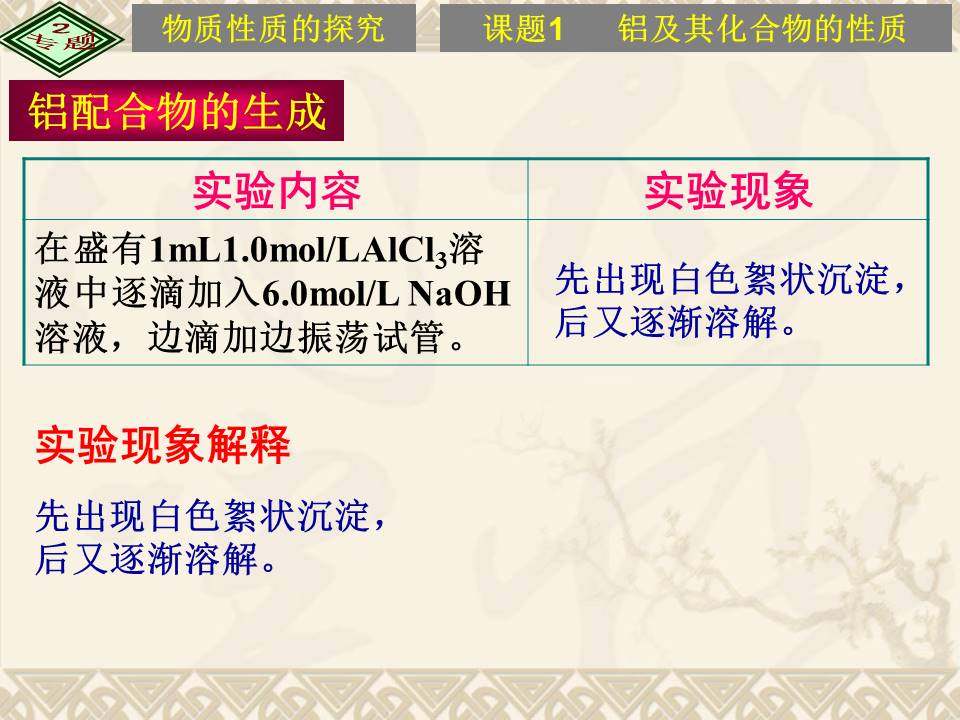 2
专题
物质性质的探究
课题1 铝及其化合物的性质
铝配合物的生成
实验内容
实验现象
在盛有1mL1.0mol/LAlCl3溶
液中逐滴加入6.0mol/L NaOH
溶液，边滴加边振荡试管。
先出现白色絮状沉淀，
后又逐渐溶解。
实验现象解释
先出现白色絮状沉淀，
后又逐渐溶解。